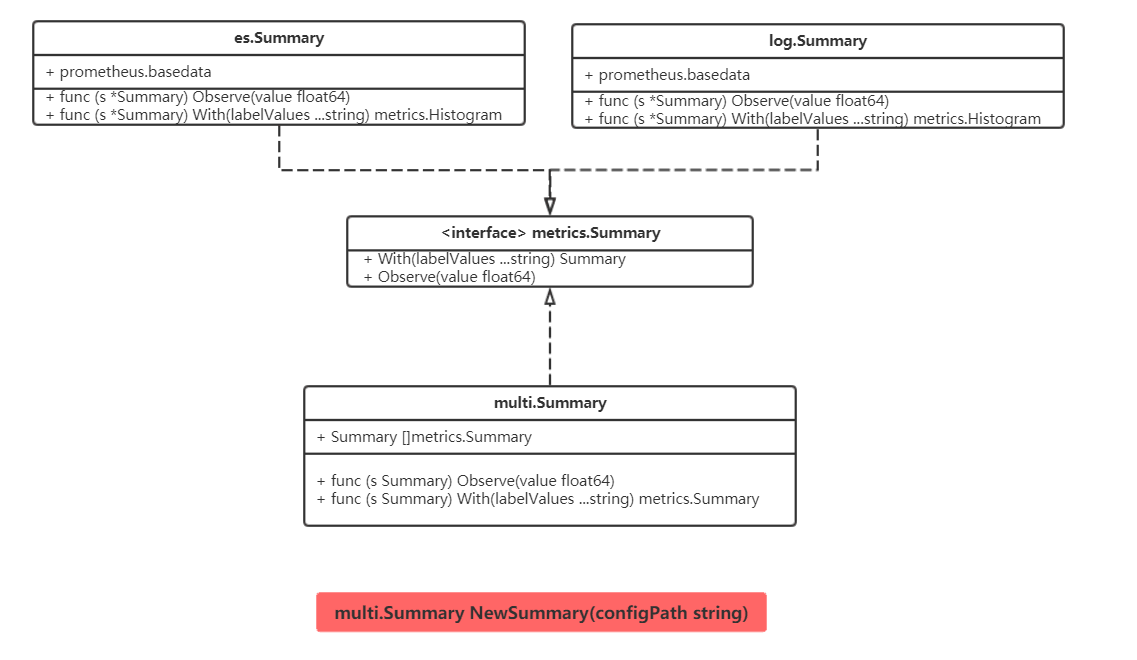 es.Summary
+ prometheus.basedata
+ func (s *Summary) Observe(value float64)
+ func (s *Summary) With(labelValues ...string) metrics.Histogram
log.Summary
+ prometheus.basedata
+ func (s *Summary) Observe(value float64)
+ func (s *Summary) With(labelValues ...string) metrics.Histogram
<interface> metrics.Summary
+ With(labelValues ...string) Summary
+ Observe(value float64)
multi.Summary
+ Summary []metrics.Summary
+ func (s Summary) Observe(value float64)
+ func (s Summary) With(labelValues ...string) metrics.Summary
multi.Summary NewSummary(configPath string)